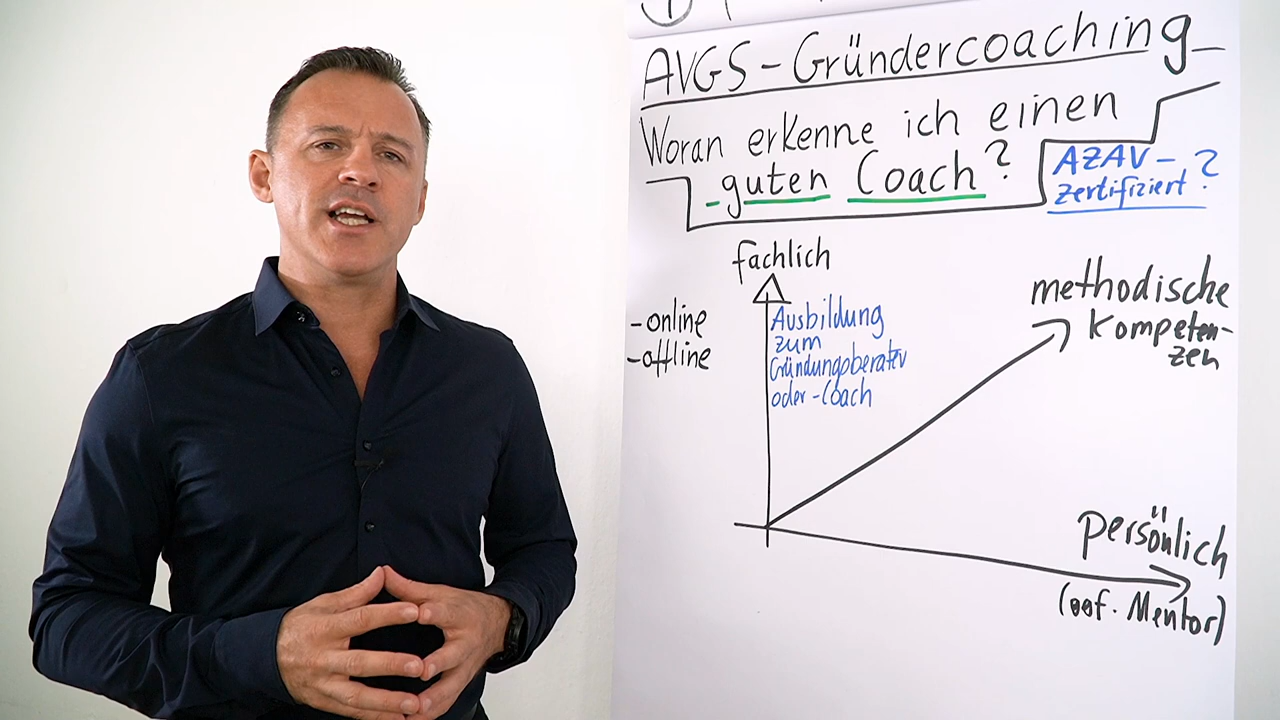 AVGS - Gründercoaching
Woran erkenne ich einen
- guten Coach?
AZAV -
zertifiziert?
fachlich
- online
- offline
Ausbildung
zum
Gründungsberater
oder - Coach
methodische
Kompeten-
zen
persönlich
(ggf. Mentor)